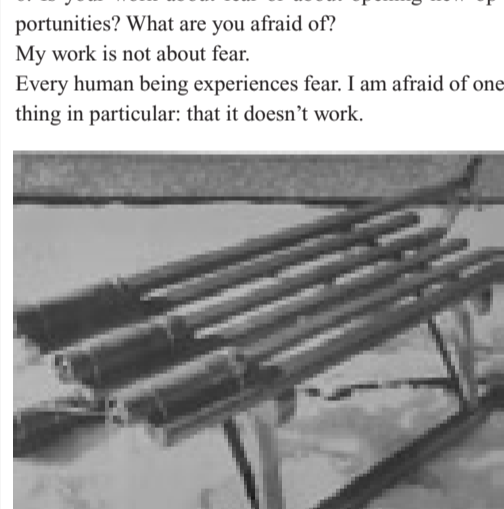 portunities? What are you afraid of?
My work is not about fear.
Every human being experiences fear. I am afraid of one
thing in particular: that it doesn’t work.